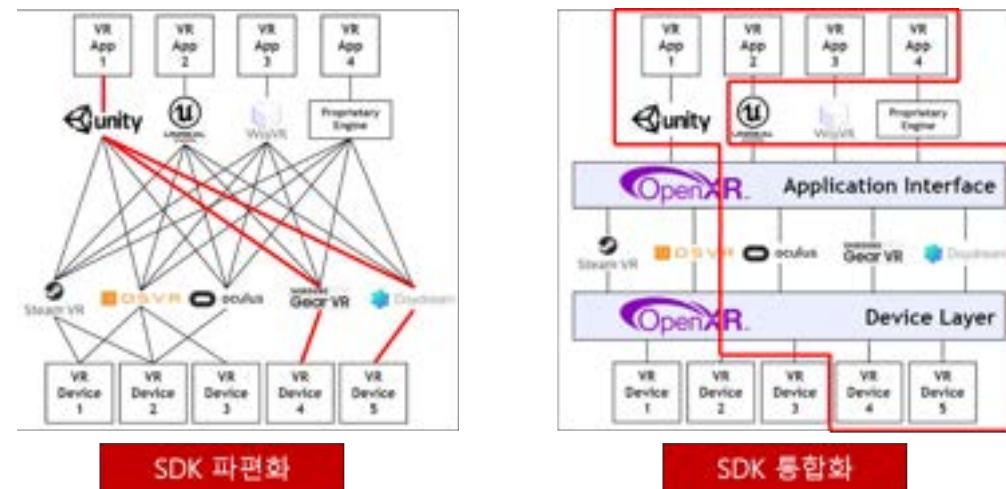 VR
App
1
VR
App
2
VR
App
3
VR
App
4
unity
Proprietary
Engine
Steam VR
OSVR
oculus
Gear VR
Daydream
VR
Device
1
VR
Device
2
VR
Device
3
VR
Device
4
VR
Device
5
SDK 파편화
VR
App
1
VR
App
2
VR
App
3
VR
App
4
unity
Proprietary
Engine
OpenXR
Application Interface
Steam VR
OSVR
oculus
Gear VR
Daydream
OpenXR
Device Layer
VR
Device
1
VR
Device
2
VR
Device
3
VR
Device
4
VR
Device
5
SDK 통합화